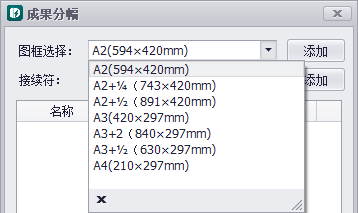 成果分幅
图框选择: A2(594×420mm) 添加
接续符: 添加
名称
A2(594×420mm)
A2+¼（743×420mm)
A2+½（891×420mm)
A3(420×297mm)
A3+2（840×297mm)
A3+½（630×297mm)
A4(210×297mm)